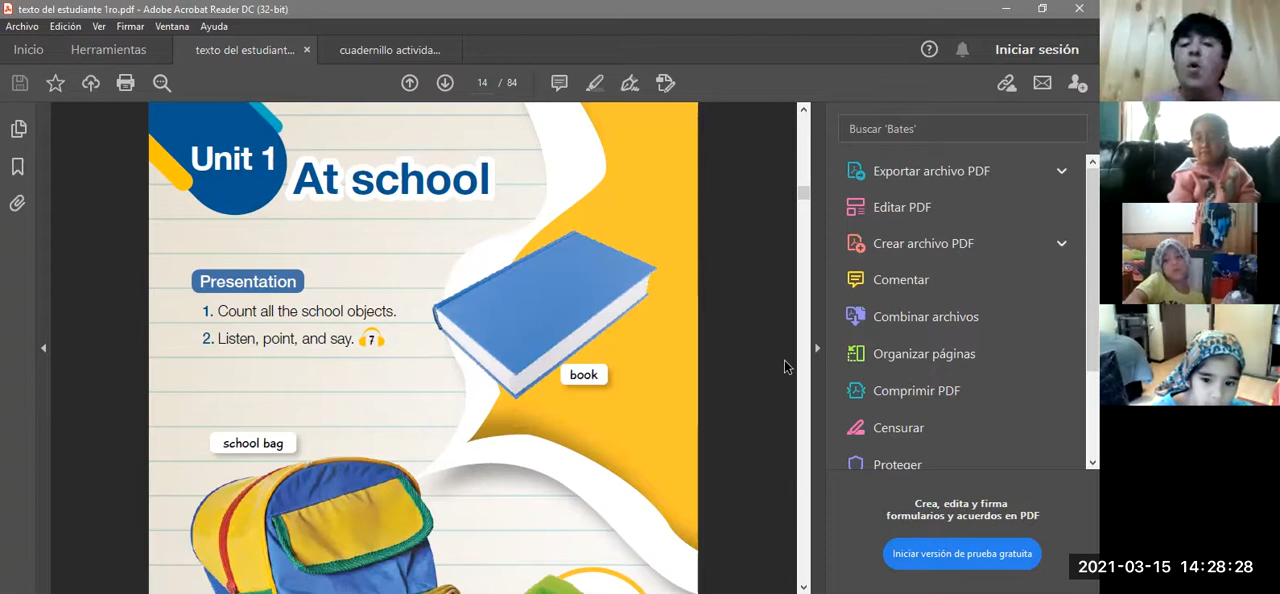 texto del estudiante 1ro.pdf - Adobe Acrobat Reader DC (32-bit)
Archivo Edición Ver Firmar Ventana Ayuda
Inicio Herramientas texto del estudiant... × cuadernillo activida... Iniciar sesión
14 / 84
Buscar 'Bates'
Exportar archivo PDF
Editar PDF
Crear archivo PDF
Comentar
Combinar archivos
Organizar páginas
Comprimir PDF
Censurar
Proteger
Crea, edita y firma
formularios y acuerdos en PDF
Iniciar versión de prueba gratuita
Unit 1
At school
Presentation
1. Count all the school objects.
2. Listen, point, and say. 7
book
school bag
2021-03-15 14:28:28